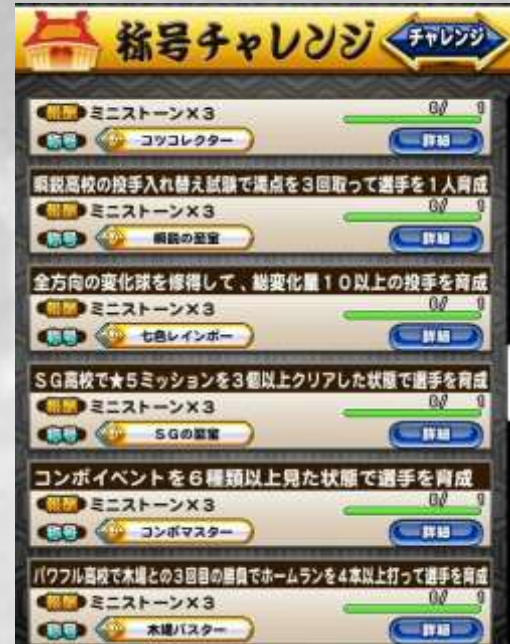 称号チャレンジ
チャレンジ
報酬 ミニストーン×3 0/ 1
称号 コツコレクター 詳細
瞬鋭高校の投手入れ替え試験で満点を3回取って選手を1人育成
報酬 ミニストーン×3 0/ 1
称号 瞬鋭の至宝 詳細
全方向の変化球を修得して、総変化量10以上の投手を育成
報酬 ミニストーン×3 0/ 1
称号 七色レインボー 詳細
SG高校で★5ミッションを3個以上クリアした状態で選手を育成
報酬 ミニストーン×3 0/ 1
称号 SGの至宝 詳細
コンボイベントを6種類以上見た状態で選手を育成
報酬 ミニストーン×3 0/ 1
称号 コンボマスター 詳細
パワフル高校で木場との3回目の勝負でホームランを4本以上打って選手を育成
報酬 ミニストーン×3 0/ 1
称号 木場バスター 詳細